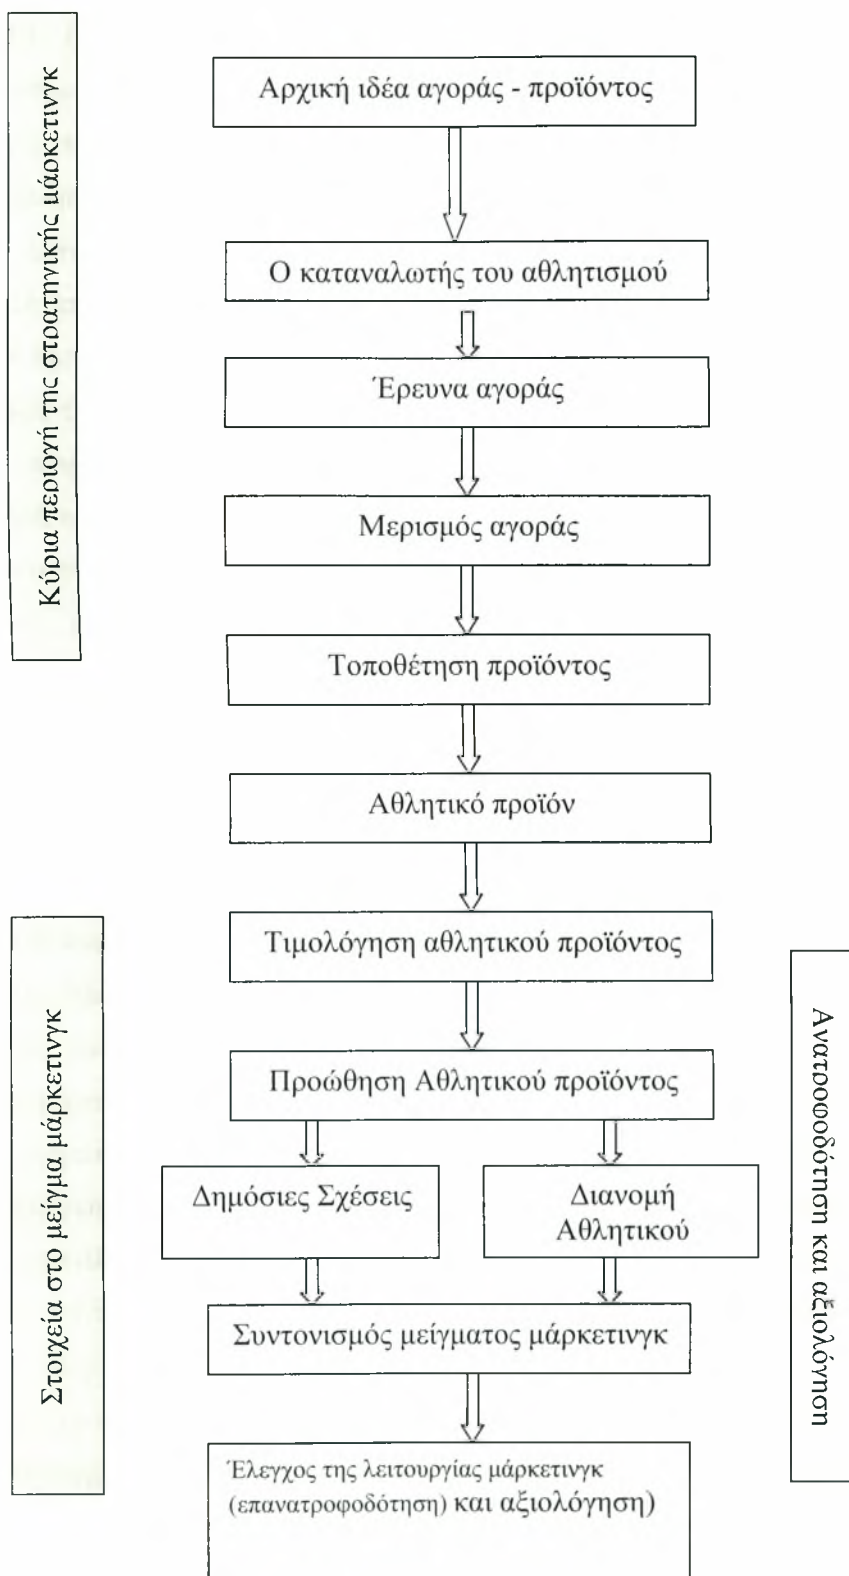 Κύρια περιοχή της στρατηγικής μάρκετινγκ
Αρχική ιδέα αγοράς - προϊόντος
Ο καταναλωτής του αθλητισμού
Έρευνα αγοράς
Μερισμός αγοράς
Τοποθέτηση προϊόντος
Αθλητικό προϊόν
Στοιχεία στο μείγμα μάρκετινγκ
Τιμολόγηση αθλητικού προϊόντος
Προώθηση Αθλητικού προϊόντος
Δημόσιες Σχέσεις
Διανομή
Αθλητικού
Συντονισμός μείγματος μάρκετινγκ
Έλεγχος της λειτουργίας μάρκετινγκ
(επανατροφοδότηση) και αξιολόγηση)
Ανατροφοδότηση και αξιολόγηση